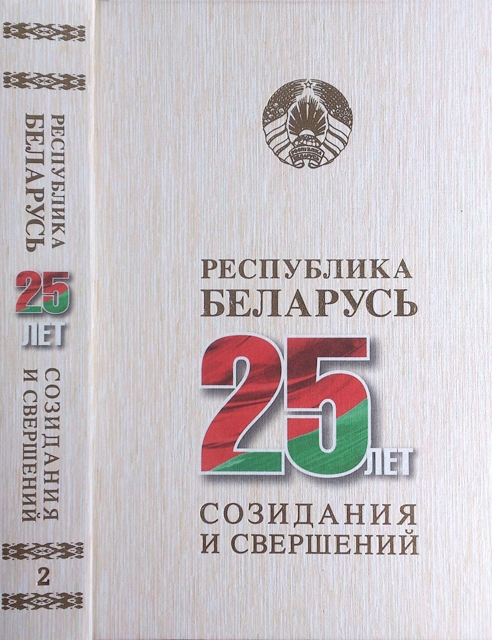 РЕСПУБЛИКА
БЕЛАРУСЬ
25
ЛЕТ
СОЗИДАНИЯ
И СВЕРШЕНИЙ
2
РЕСПУБЛИКА
БЕЛАРУСЬ
25 ЛЕТ
СОЗИДАНИЯ
И СВЕРШЕНИЙ